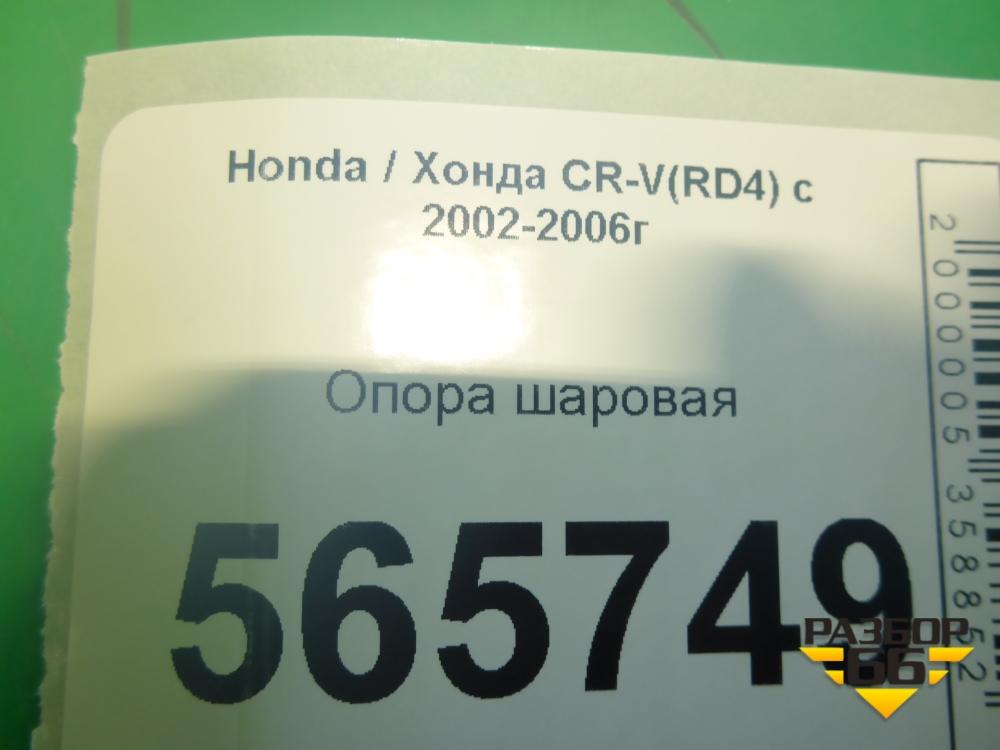 Honda / Хонда CR-V(RD4) с
2002-2006г
Опора шаровая
565749
2000005358852
РАЗБОР
66